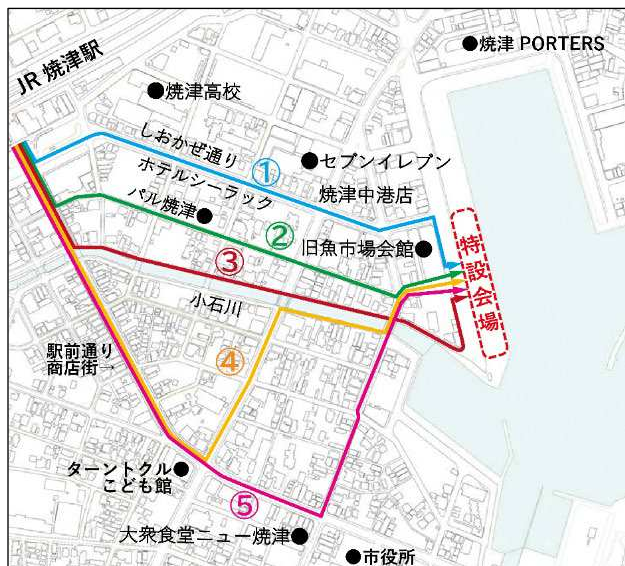 JR 焼津駅
●焼津 PORTERS
●焼津高校
しおかぜ通り
①
●セブンイレブン
焼津中港店
ホテルシーラック
パル焼津●
②
旧魚市場会館●
特設会場
③
小石川
④
駅前通り
商店街→
ターントクル●
こども館
⑤
大衆食堂ニュー焼津●
●市役所